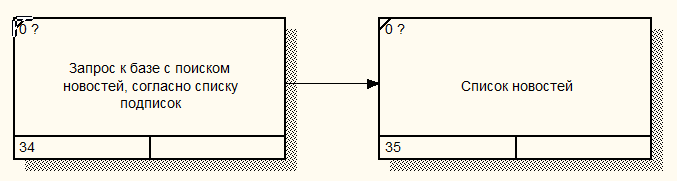 0 ?
Запрос к базе с поиском
новостей, согласно списку
подписок
34
0 ?
Список новостей
35